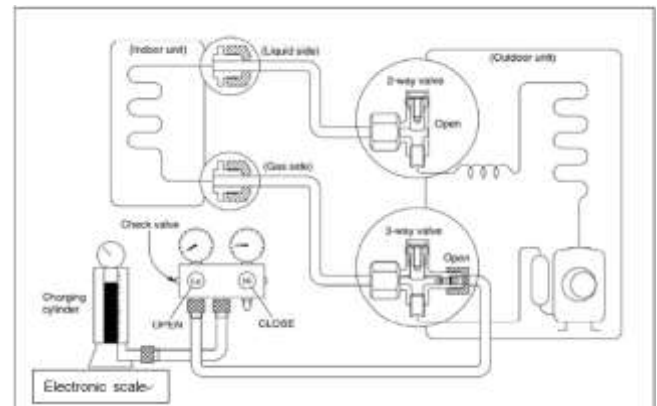 (Indoor unit)
(Liquid side)
2-way valve
(Outdoor unit)
Open
(Gas side)
3-way valve
Open
Check valve
Lo
Hi
Charging
cylinder
OPEN
CLOSE
Electronic scale